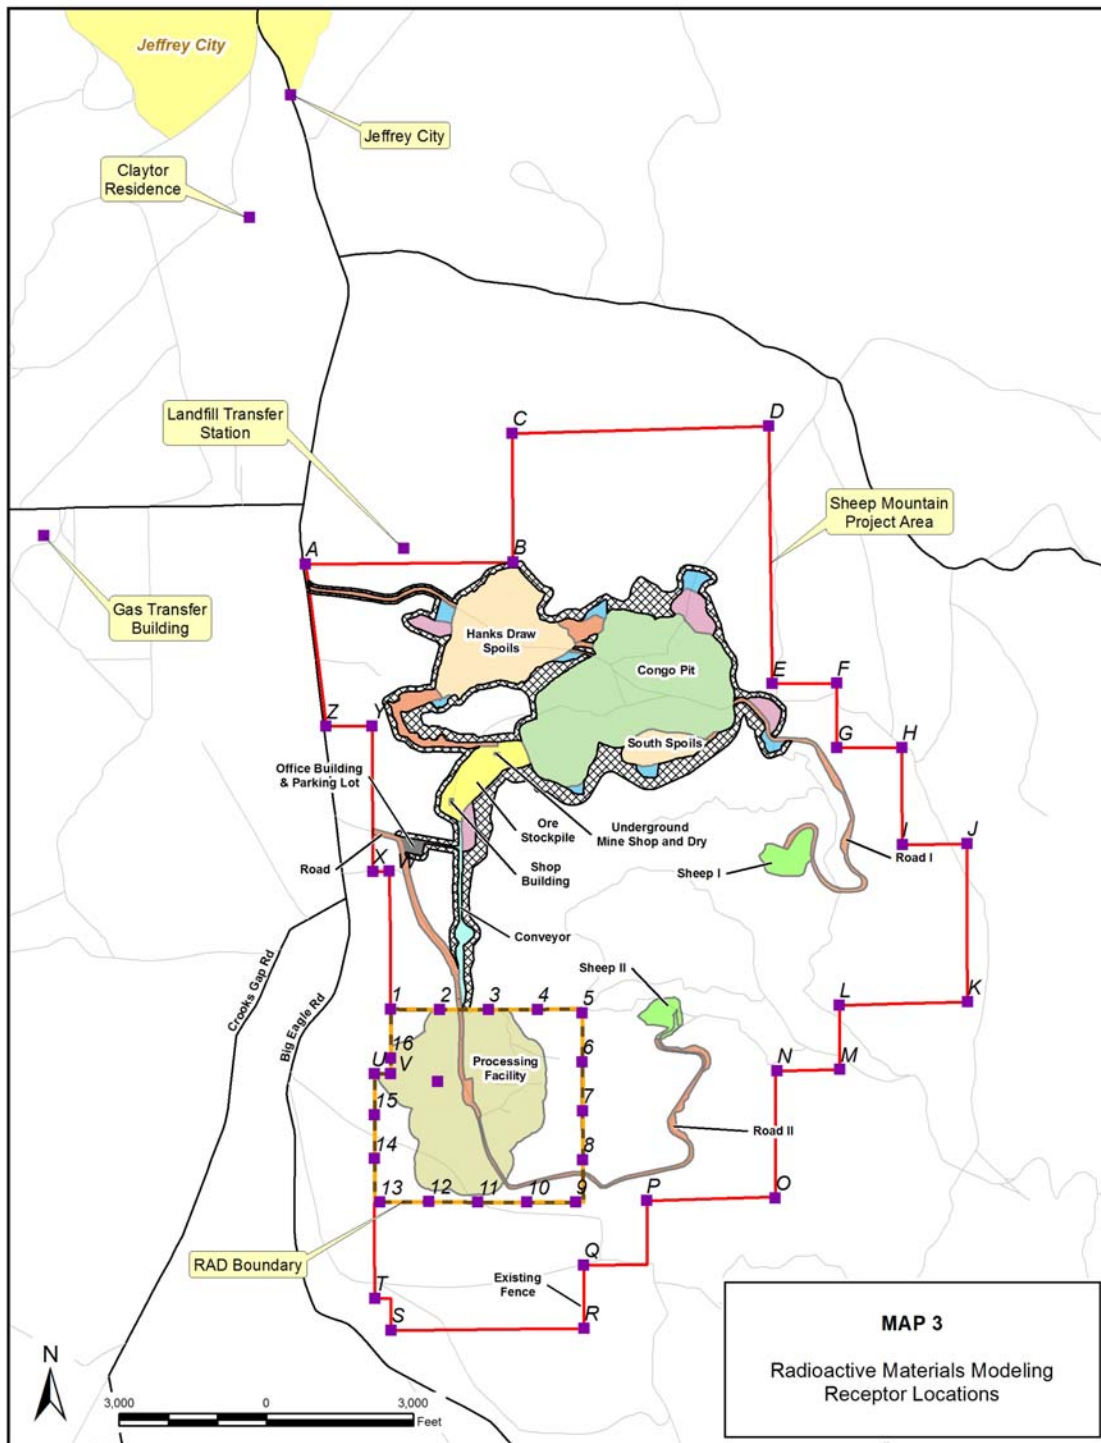 Jeffrey City
Jeffrey City
Claytor
Residence
Landfill Transfer
Station
C
D
Sheep Mountain
Project Area
A
B
Gas Transfer
Building
Hanks Draw
Spoils
Congo Pit
E
F
Z
Y
South Spoils
G
H
Office Building
& Parking Lot
Ore
Stockpile
Underground
Mine Shop and Dry
I
J
Road I
Road
X
W
Shop
Building
Sheep I
Conveyor
Crooks Gap Rd
Big Eagle Rd
Sheep II
1
2
3
4
5
L
K
16
U
V
Processing
Facility
6
N
M
15
7
Road II
14
8
13
12
11
10
9
P
O
RAD Boundary
Q
Existing
Fence
T
S
R
N
3,000
0
3,000
Feet
MAP 3
Radioactive Materials Modeling
Receptor Locations